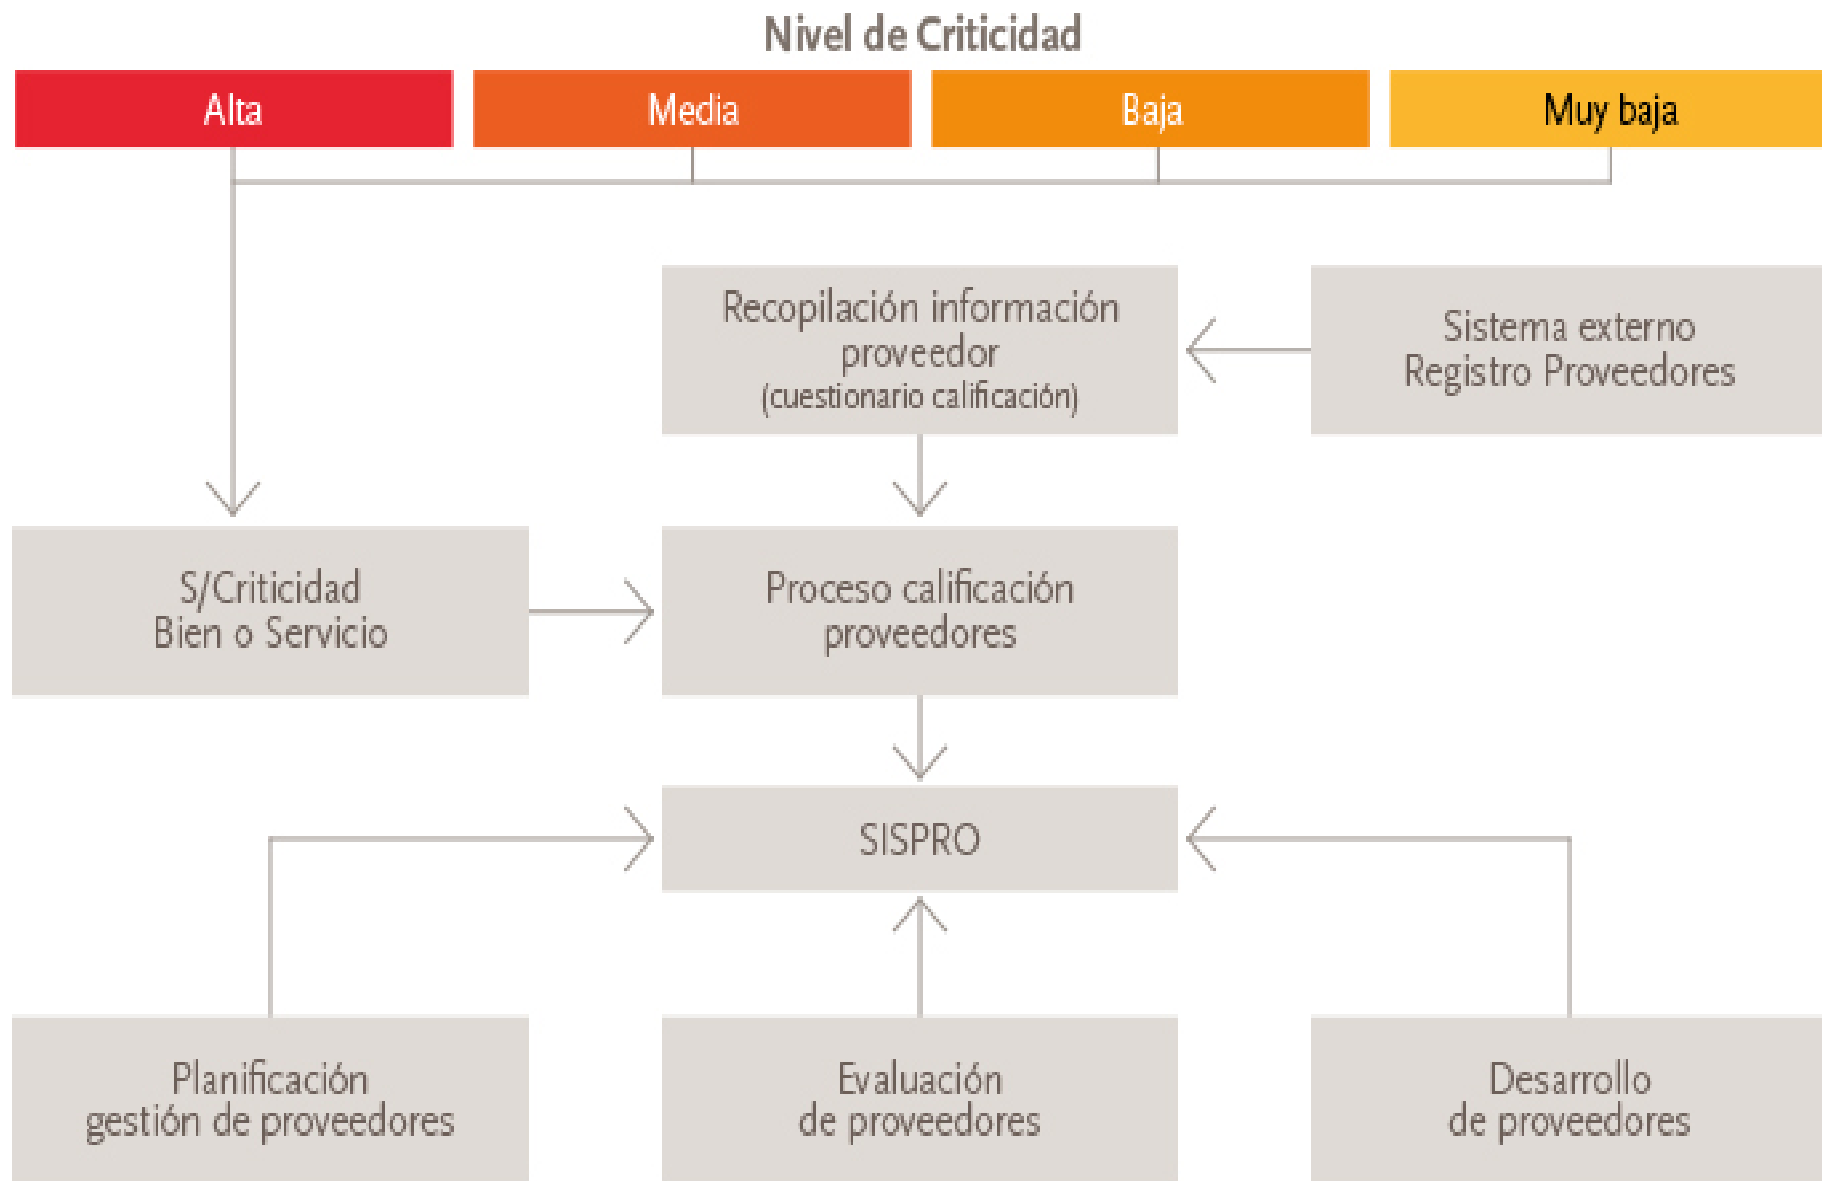 Nivel de Criticidad
Alta
Media
Baja
Muy baja
Recopilación información
proveedor
(cuestionario calificación)
Sistema externo
Registro Proveedores
S/Criticidad
Bien o Servicio
Proceso calificación
proveedores
SISPRO
Planificación
gestión de proveedores
Evaluación
de proveedores
Desarrollo
de proveedores